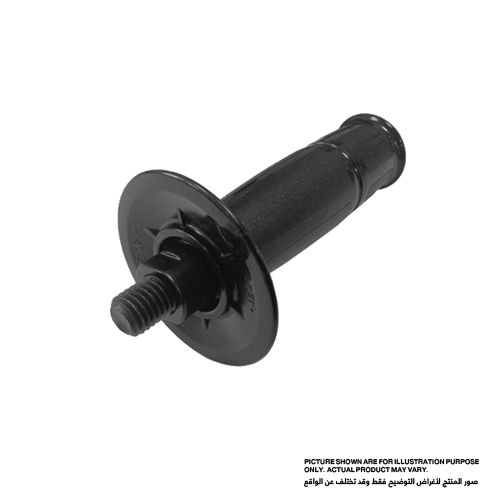 PICTURE SHOWN ARE FOR ILLUSTRATION PURPOSE
ONLY. ACTUAL PRODUCT MAY VARY.
صور المنتج لأغراض التوضيح فقط وقد تختلف عن الواقع